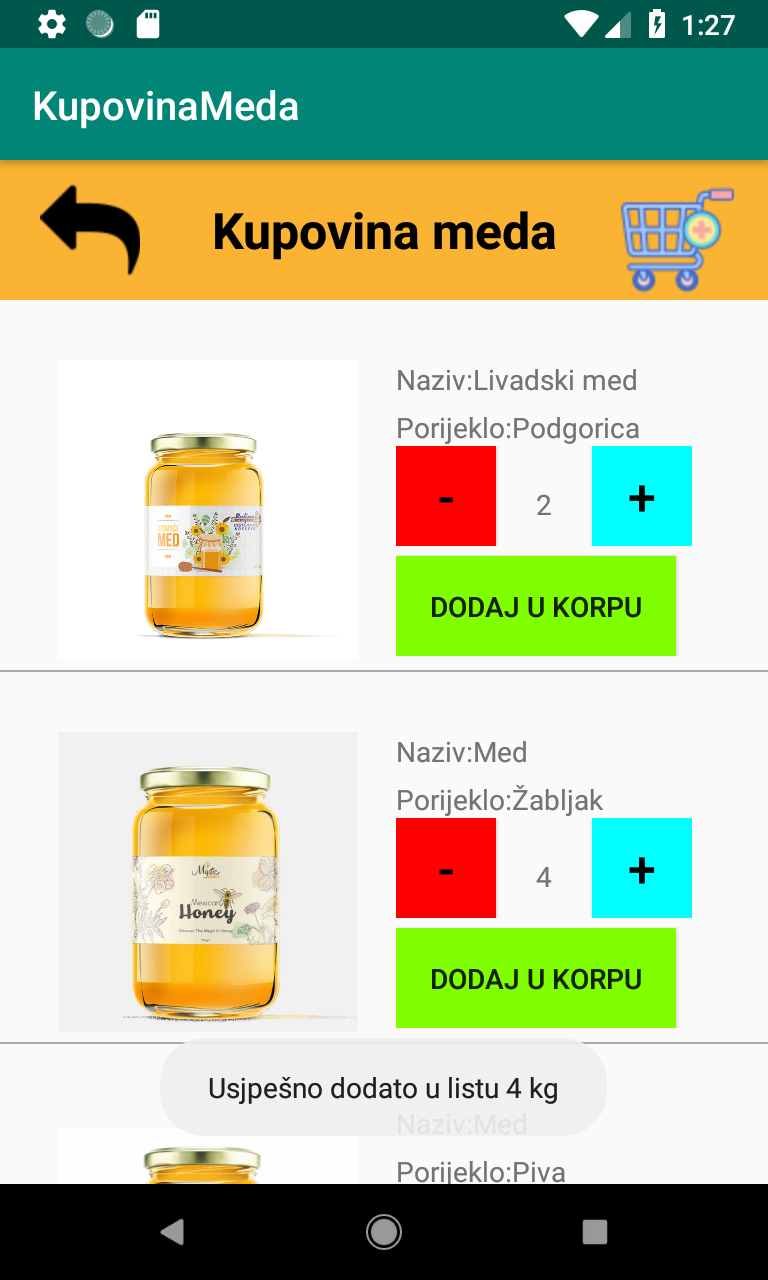 1:27
KupovinaMeda
Kupovina meda
Naziv:Livadski med
Porijeklo:Podgorica
- 2 +
DODAJ U KORPU
DOMAĆI
MED
Naziv:Med
Porijeklo:Žabljak
- 4 +
DODAJ U KORPU
Mystic
Mexican
Honey
Usjpešno dodato u listu 4 kg
Naziv:Med
Porijeklo:Piva